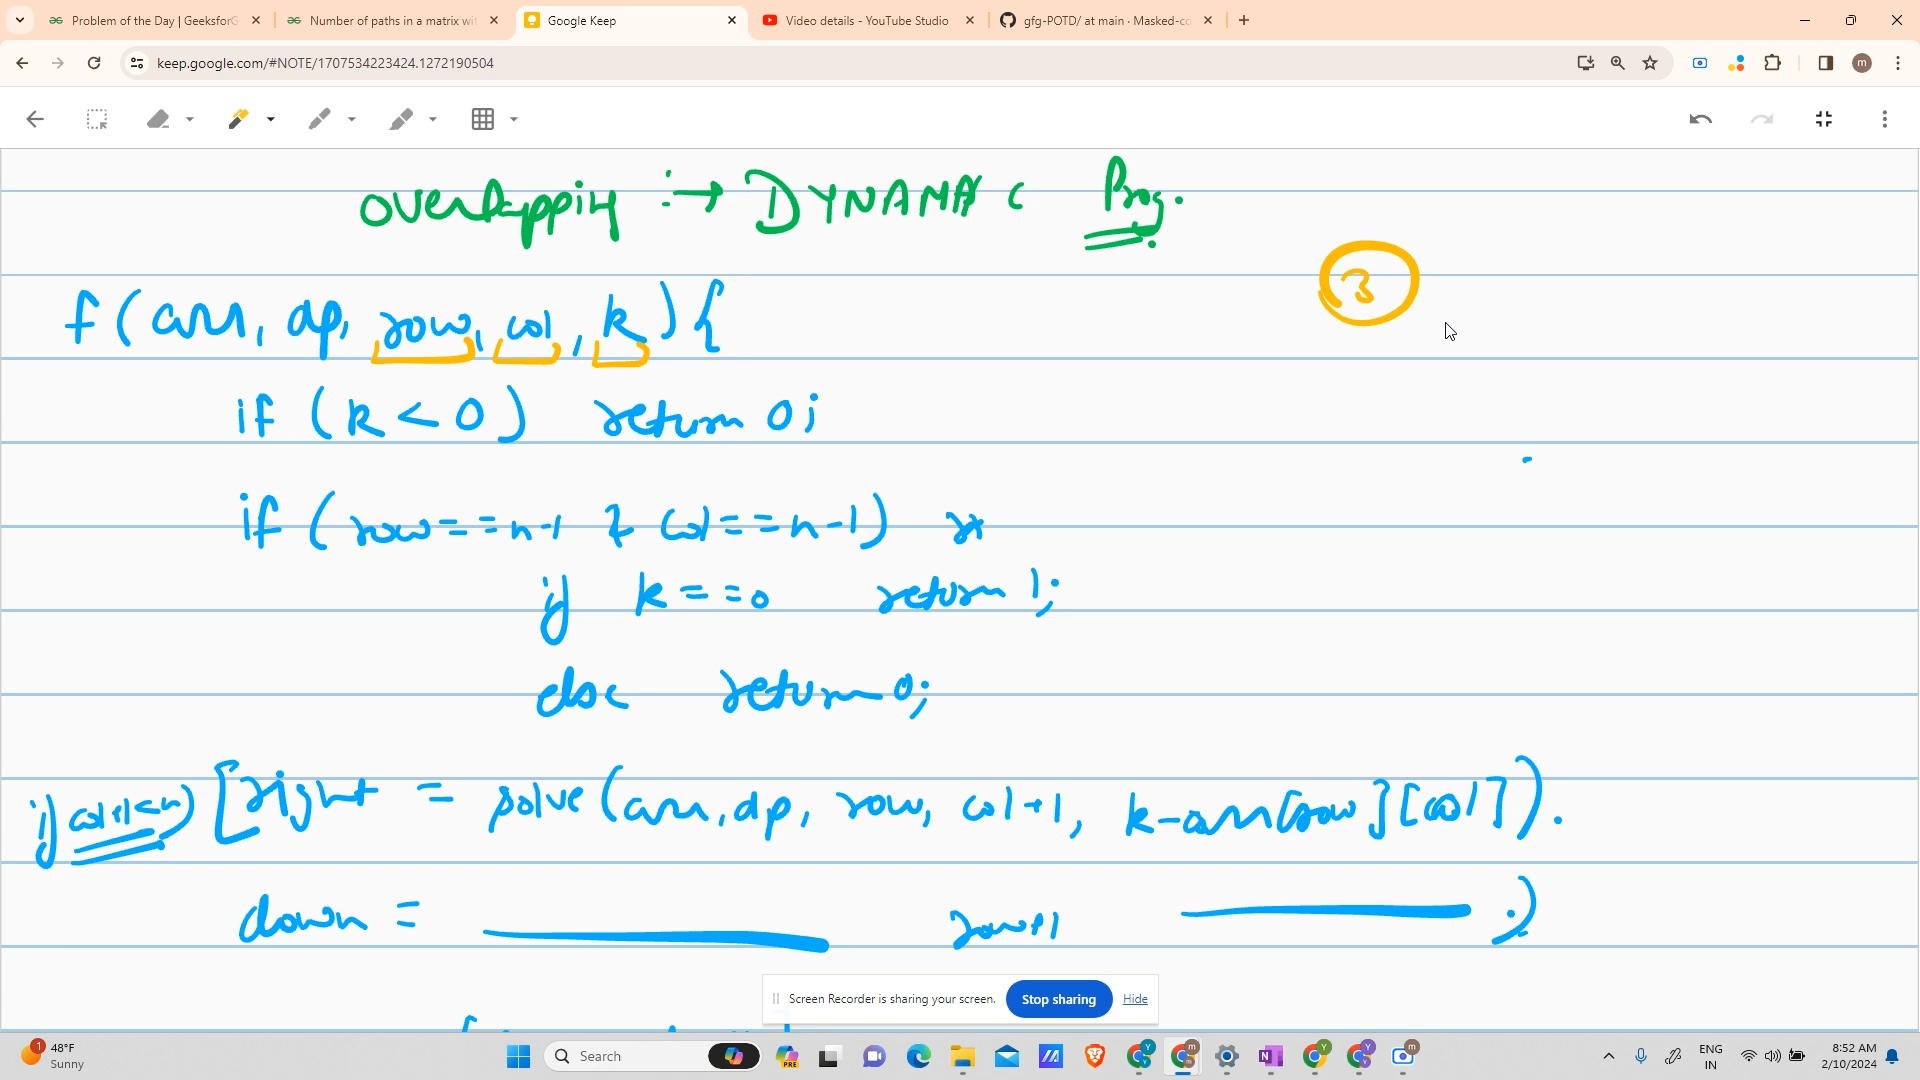 Problem of the Day | GeeksforG
Number of paths in a matrix wit
Google Keep
Video details - YouTube Studio
gfg-POTD/ at main · Masked-co
keep.google.com/#NOTE/1707534223424.1272190504
m
overlapping :→ DYNAMIC Prog.
3
f(arr, dp, row, col, k){
if (k<0) return 0;
if (row==n-1 & col==n-1)
if k==0 return 1;
else return 0;
if col+1<n) [right = solve(arr, dp, row, col+1, k-arr[row][col]).
down = row+1 .)
Screen Recorder is sharing your screen. Stop sharing Hide
1
48°F
Sunny
Search
PRE
ENG
IN
8:52 AM
2/10/2024